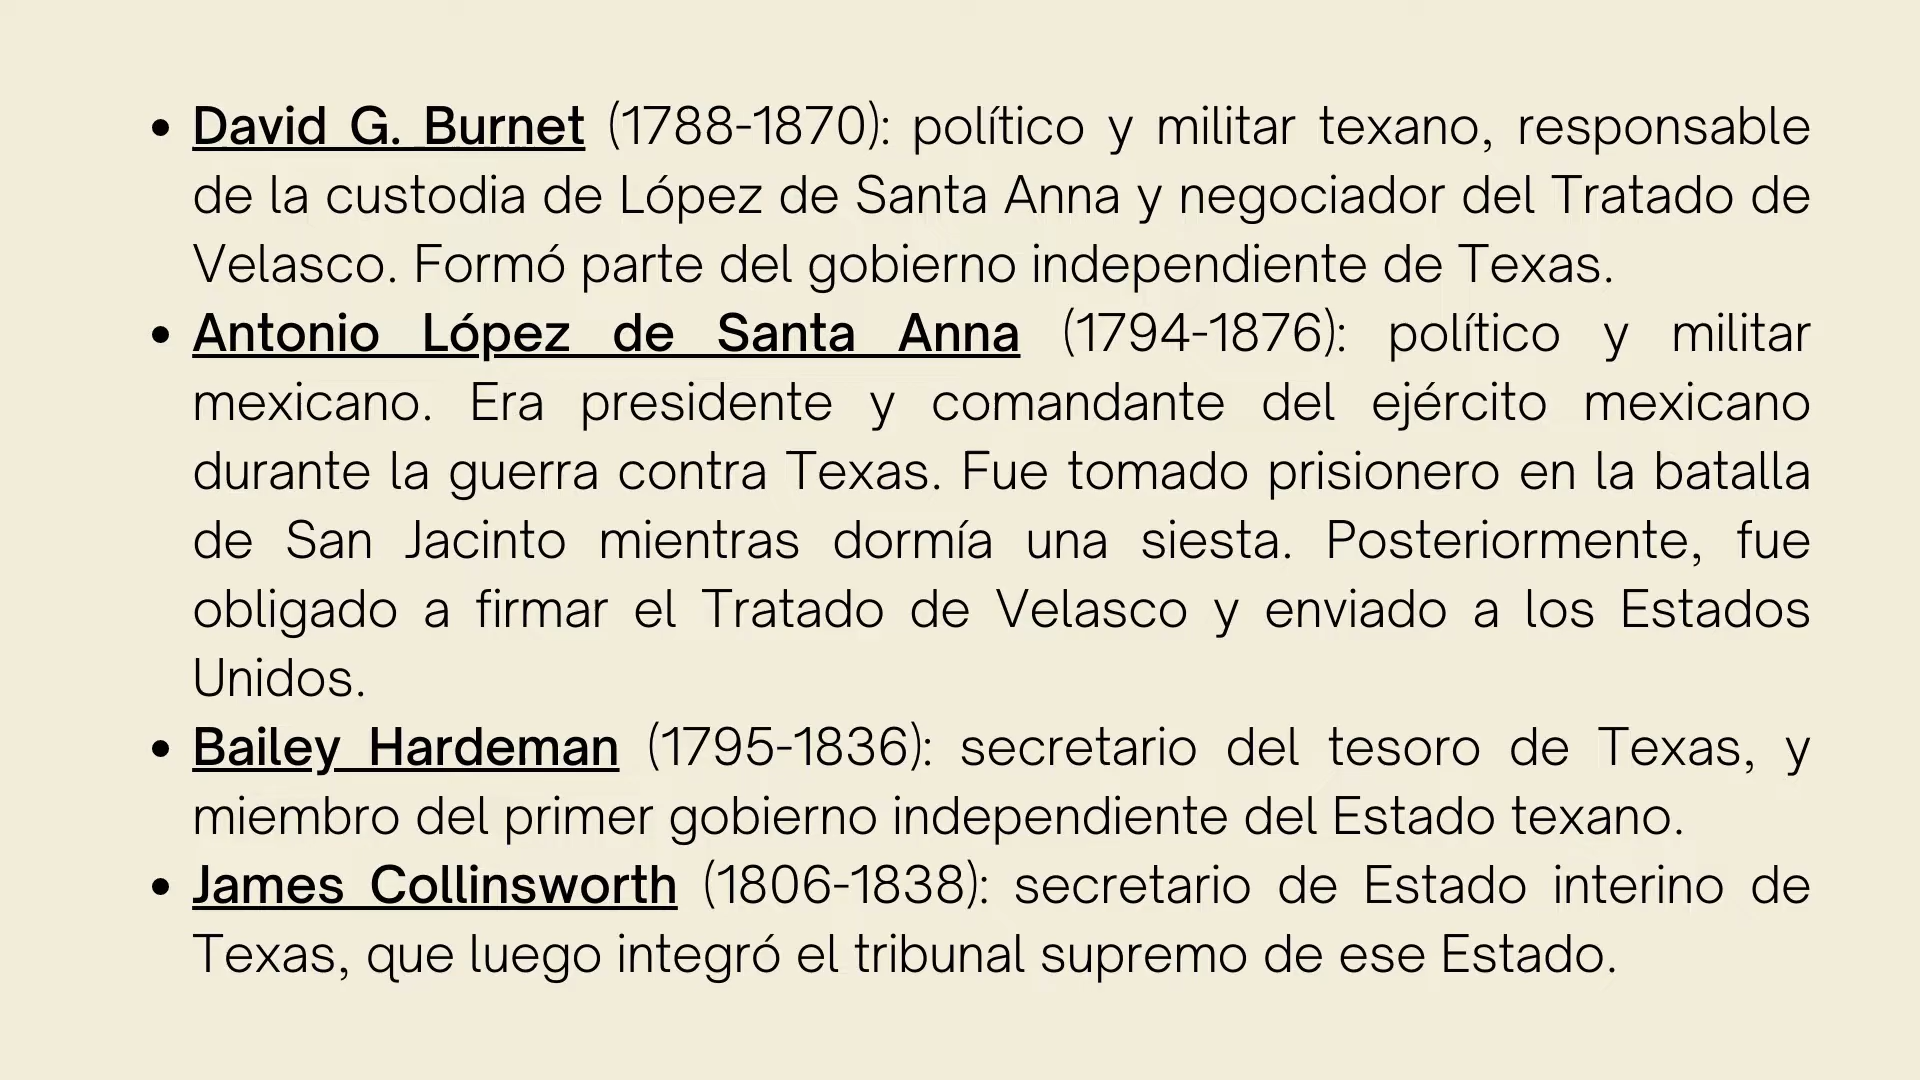 • David G. Burnet (1788-1870): político y militar texano, responsable
de la custodia de López de Santa Anna y negociador del Tratado de
Velasco. Formó parte del gobierno independiente de Texas.
• Antonio López de Santa Anna (1794-1876): político y militar
mexicano. Era presidente y comandante del ejército mexicano
durante la guerra contra Texas. Fue tomado prisionero en la batalla
de San Jacinto mientras dormía una siesta. Posteriormente, fue
obligado a firmar el Tratado de Velasco y enviado a los Estados
Unidos.
• Bailey Hardeman (1795-1836): secretario del tesoro de Texas, y
miembro del primer gobierno independiente del Estado texano.
• James Collinsworth (1806-1838): secretario de Estado interino de
Texas, que luego integró el tribunal supremo de ese Estado.